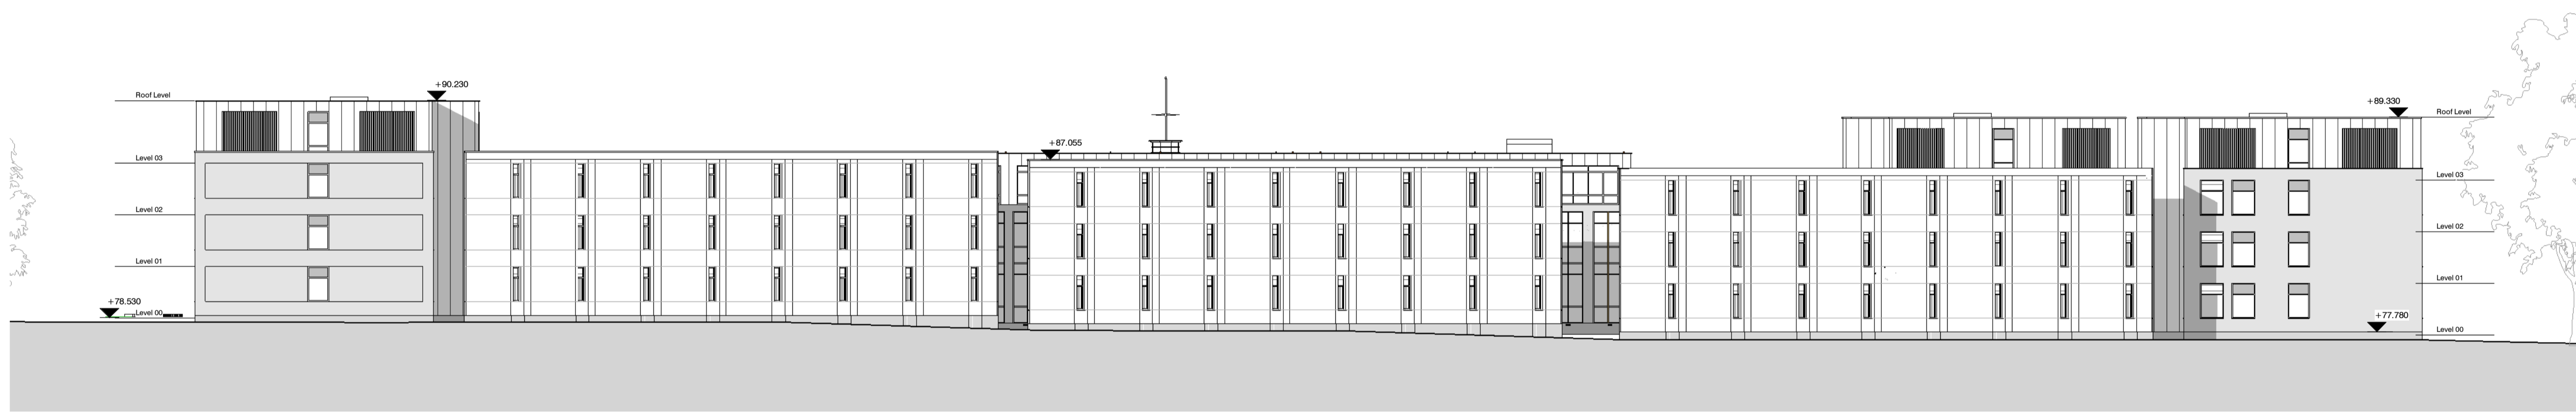 +90.230
Roof Level
+89.330
Roof Level
+87.055
Level 03
Level 03
Level 02
Level 02
Level 01
Level 01
+78.530
Level 00
+77.780
Level 00